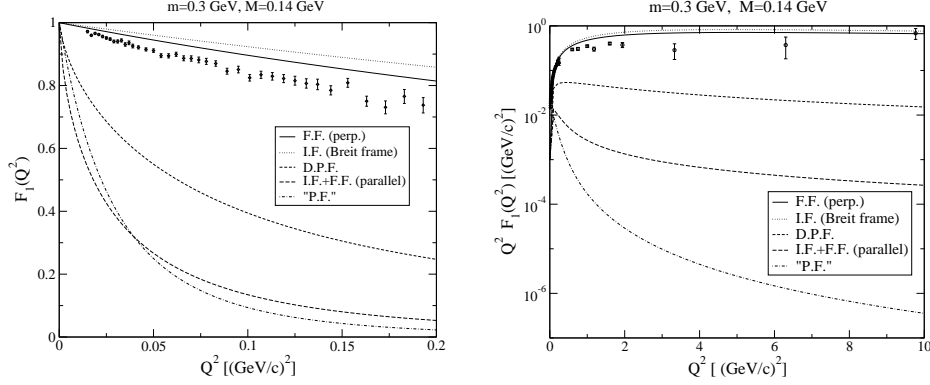 m=0.3 GeV, M=0.14 GeV
1
0.8
0.6
0.4
0.2
0
F₁(Q²)
F.F. (perp.)
I.F. (Breit frame)
D.P.F.
I.F.+F.F. (parallel)
"P.F."
0
0.05
0.1
0.15
0.2
Q² [(GeV/c)²]
m=0.3 GeV, M=0.14 GeV
10⁰
10⁻²
10⁻⁴
10⁻⁶
Q² F₁(Q²) [(GeV/c)²]
F.F. (perp.)
I.F. (Breit frame)
D.P.F.
I.F.+F.F. (parallel)
"P.F."
0
2
4
6
8
10
Q² [ (GeV/c)²]